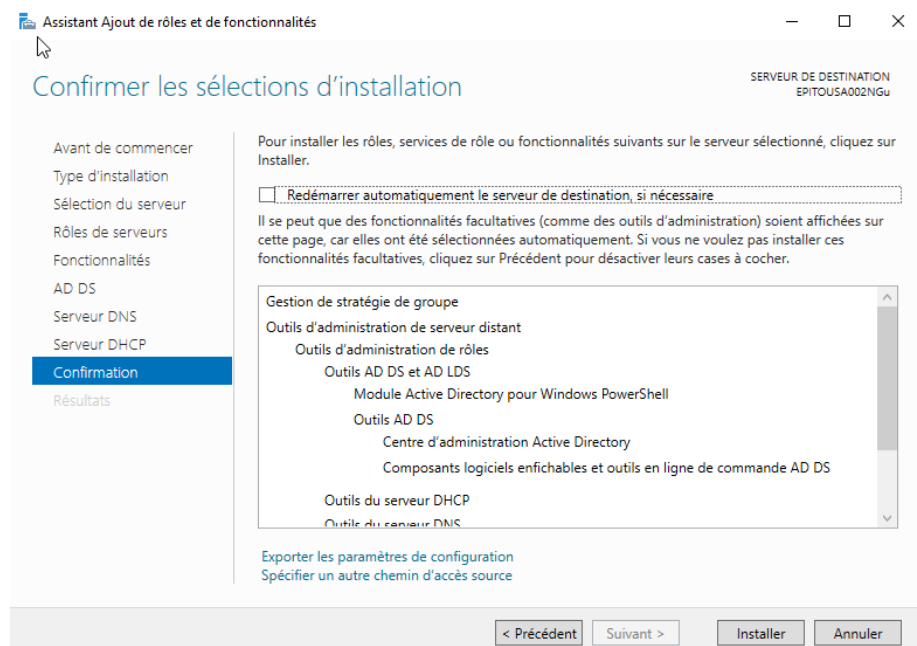 Assistant Ajout de rôles et de fonctionnalités
Confirmer les sélections d'installation
SERVEUR DE DESTINATION
EPITOUSA002NGu
Avant de commencer
Type d'installation
Sélection du serveur
Rôles de serveurs
Fonctionnalités
AD DS
Serveur DNS
Serveur DHCP
Confirmation
Résultats
Pour installer les rôles, services de rôle ou fonctionnalités suivants sur le serveur sélectionné, cliquez sur
Installer.
Redémarrer automatiquement le serveur de destination, si nécessaire
Il se peut que des fonctionnalités facultatives (comme des outils d'administration) soient affichées sur
cette page, car elles ont été sélectionnées automatiquement. Si vous ne voulez pas installer ces
fonctionnalités facultatives, cliquez sur Précédent pour désactiver leurs cases à cocher.
Gestion de stratégie de groupe
Outils d'administration de serveur distant
Outils d'administration de rôles
Outils AD DS et AD LDS
Module Active Directory pour Windows PowerShell
Outils AD DS
Centre d'administration Active Directory
Composants logiciels enfichables et outils en ligne de commande AD DS
Outils du serveur DHCP
Outils du serveur DNS
Exporter les paramètres de configuration
Spécifier un autre chemin d'accès source
< Précédent
Suivant >
Installer
Annuler